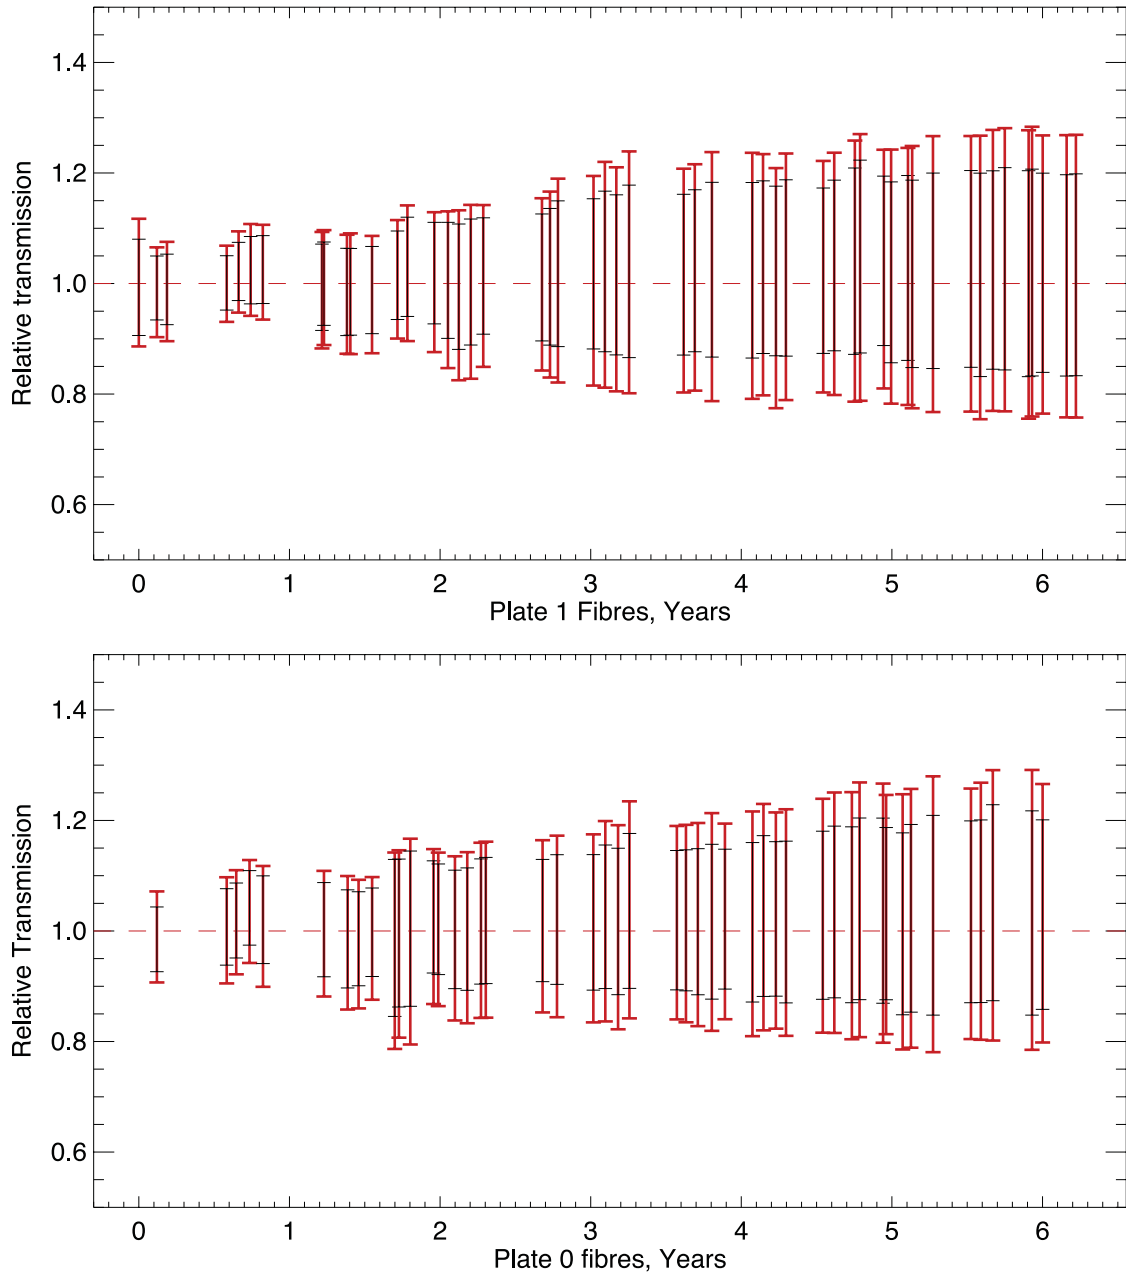 1.4
1.2
1.0
0.8
0.6
Relative transmission
0 1 2 3 4 5 6
Plate 1 Fibres, Years
1.4
1.2
1.0
0.8
0.6
Relative Transmission
0 1 2 3 4 5 6
Plate 0 fibres, Years